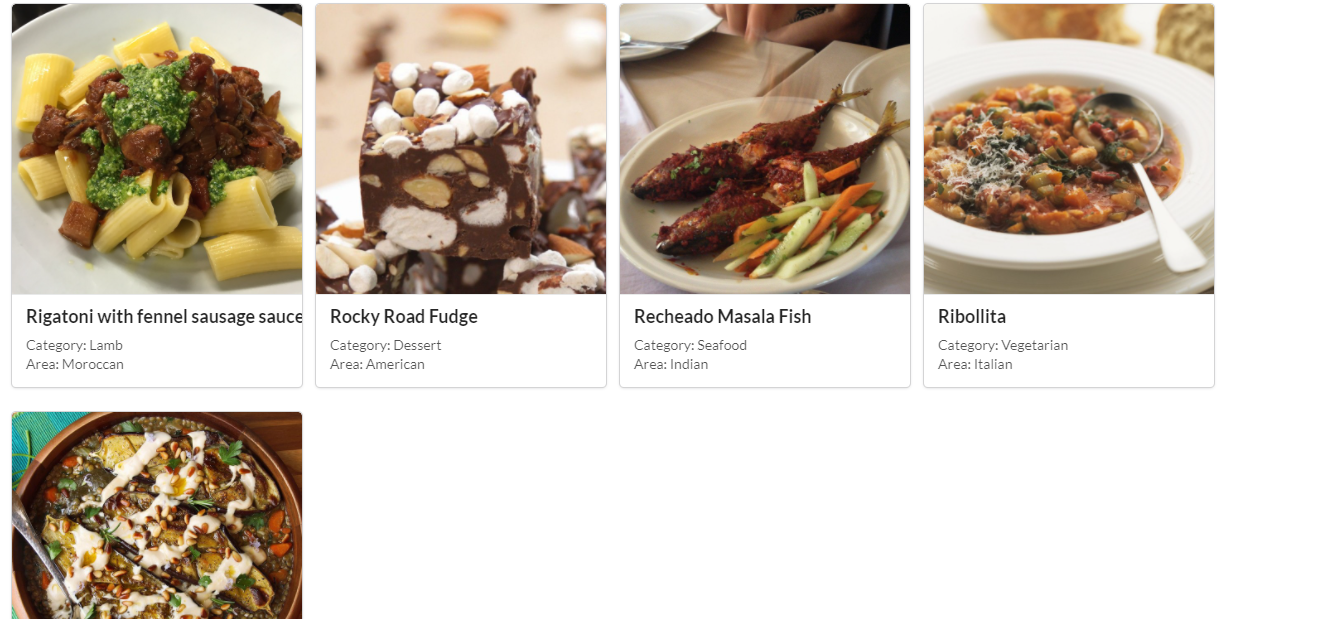 Rigatoni with fennel sausage sauce
Category: Lamb
Area: Moroccan
Rocky Road Fudge
Category: Dessert
Area: American
Recheado Masala Fish
Category: Seafood
Area: Indian
Ribollita
Category: Vegetarian
Area: Italian